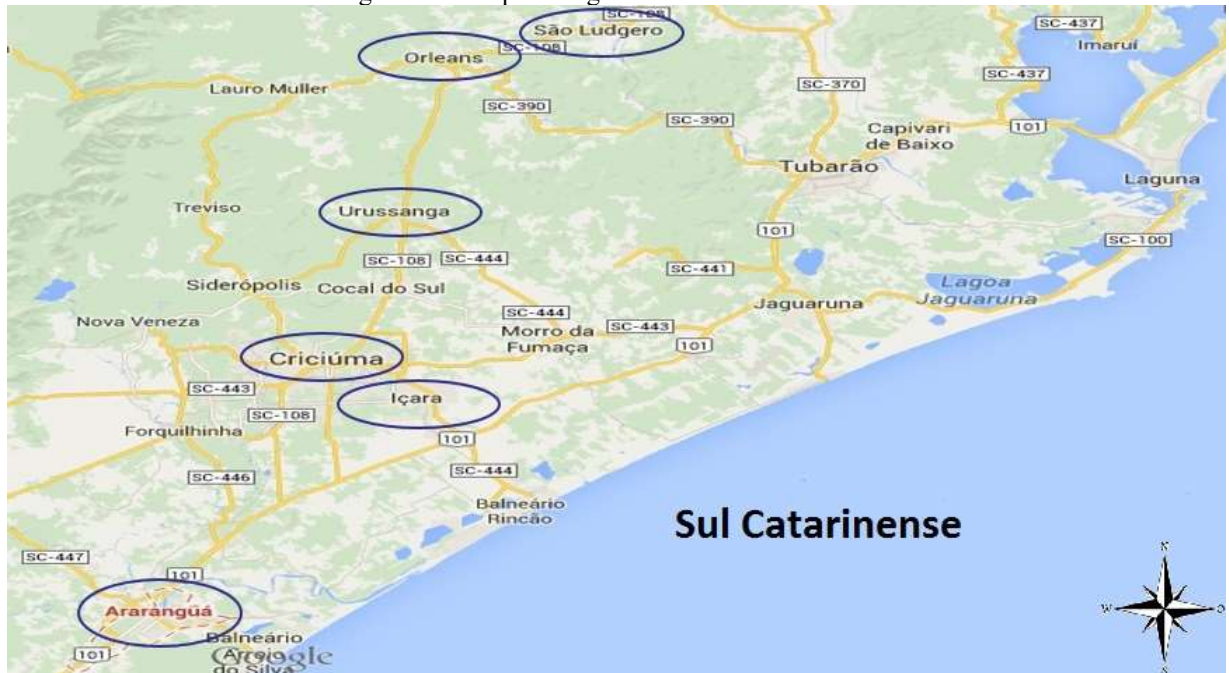 SC-108
São Ludgero
SC-437
Imaruí
Orleans
SC-108
Lauro Muller
SC-437
SC-370
SC-390
SC-390
Capivari
de Baixo
101
Tubarão
Laguna
Treviso
Urussanga
101
SC-100
SC-108
SC-444
SC-441
Siderópolis
Cocal do Sul
Lagoa
Jaguaruna
Jaguaruna
Nova Veneza
SC-444
Morro da
Fumaça
SC-443
101
Criciúma
SC-443
Içara
SC-108
Forquilhinha
101
SC-446
SC-444
Balneário
Rincão
Sul Catarinense
N
SC-447
101
Araranguá
W
O
Balneário
Arroio
do Silva
101
Google
S